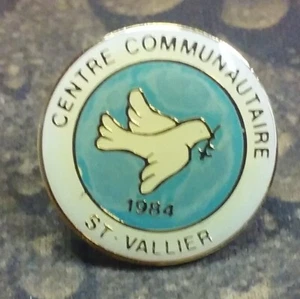 CENTRE COMMUNAUTAIRE
1984
ST-VALLIER